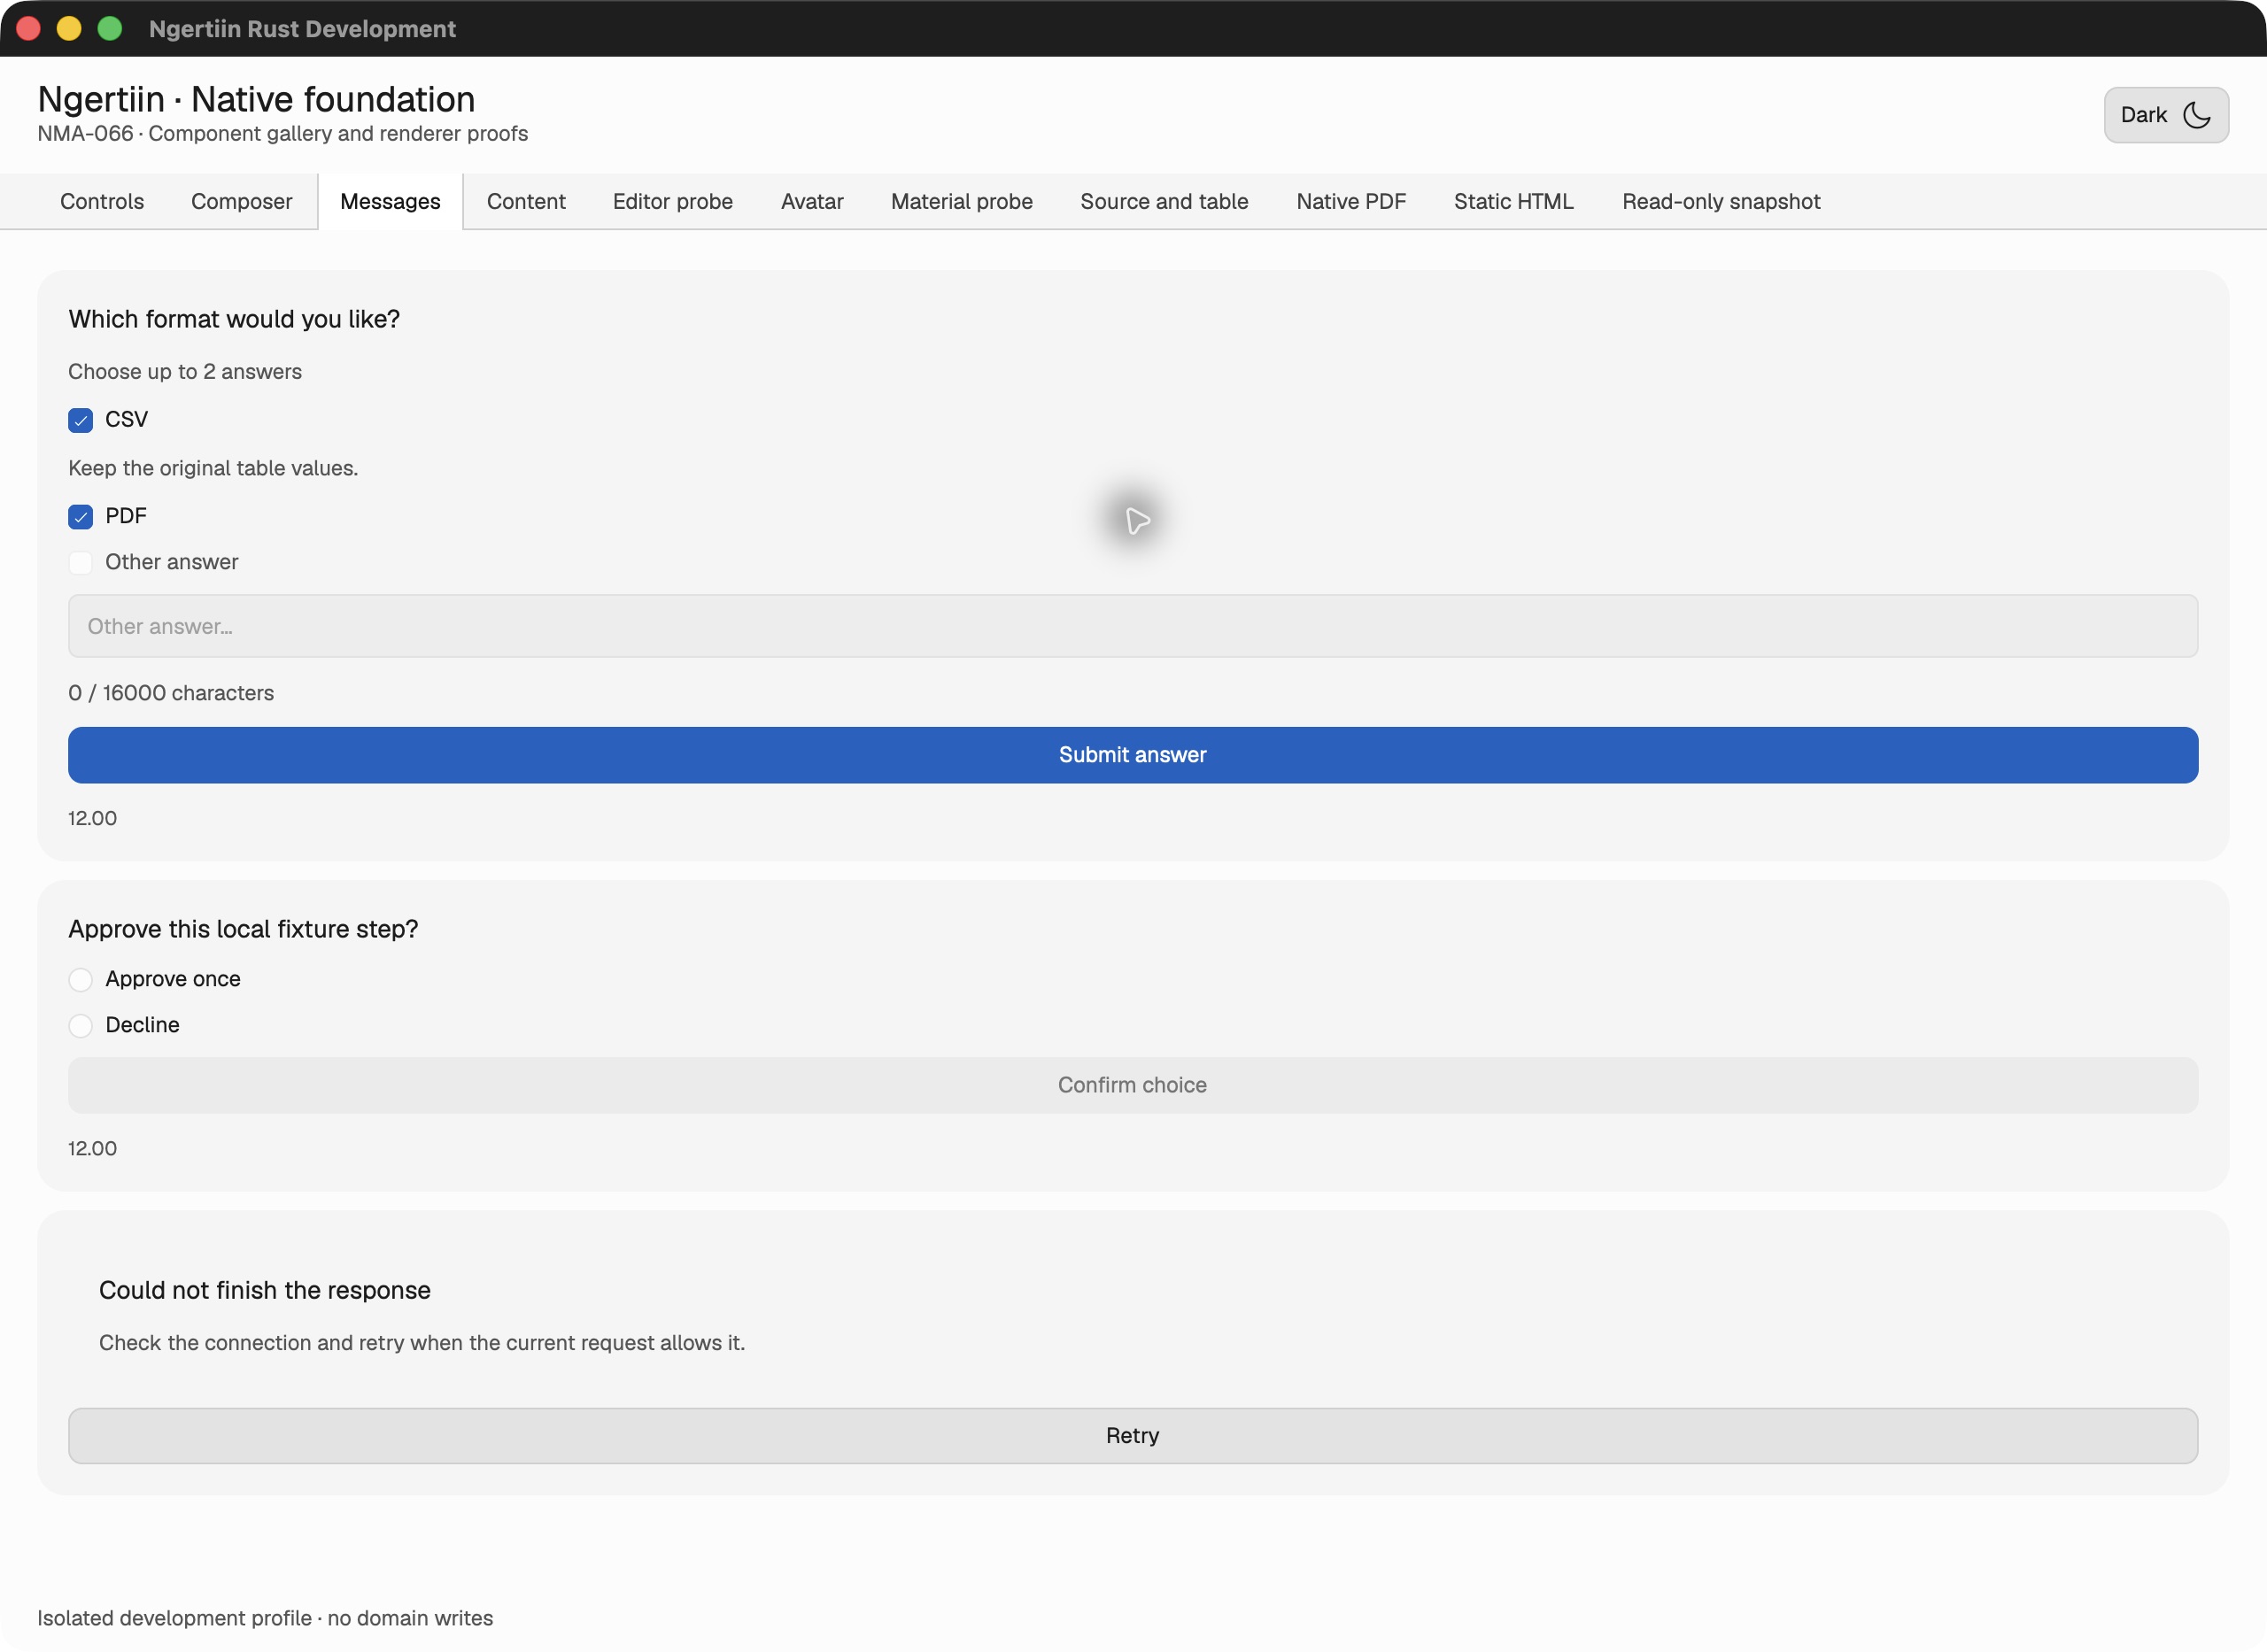 Ngertiin Rust Development
Ngertiin · Native foundation
NMA-066 · Component gallery and renderer proofs
Dark
Controls Composer Messages Content Editor probe Avatar Material probe Source and table Native PDF Static HTML Read-only snapshot
Which format would you like?
Choose up to 2 answers
CSV
Keep the original table values.
PDF
Other answer
Other answer…
0 / 16000 characters
Submit answer
12.00
Approve this local fixture step?
Approve once
Decline
Confirm choice
12.00
Could not finish the response
Check the connection and retry when the current request allows it.
Retry
Isolated development profile · no domain writes